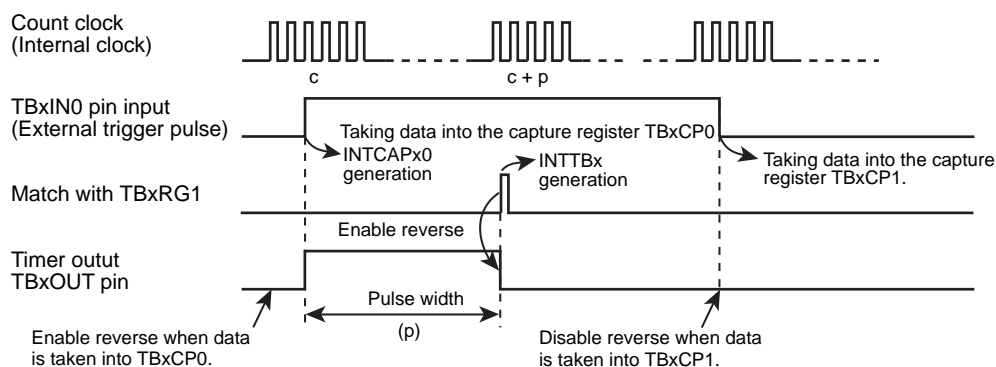 Count clock
(Internal clock)
c
c + p
TBxIN0 pin input
(External trigger pulse)
Taking data into the capture register TBxCP0
INTCAPx0
generation
INTTBx
generation
Taking data into the capture
register TBxCP1.
Match with TBxRG1
Enable reverse
Timer outut
TBxOUT pin
Pulse width
(p)
Enable reverse when data
is taken into TBxCP0.
Disable reverse when data
is taken into TBxCP1.